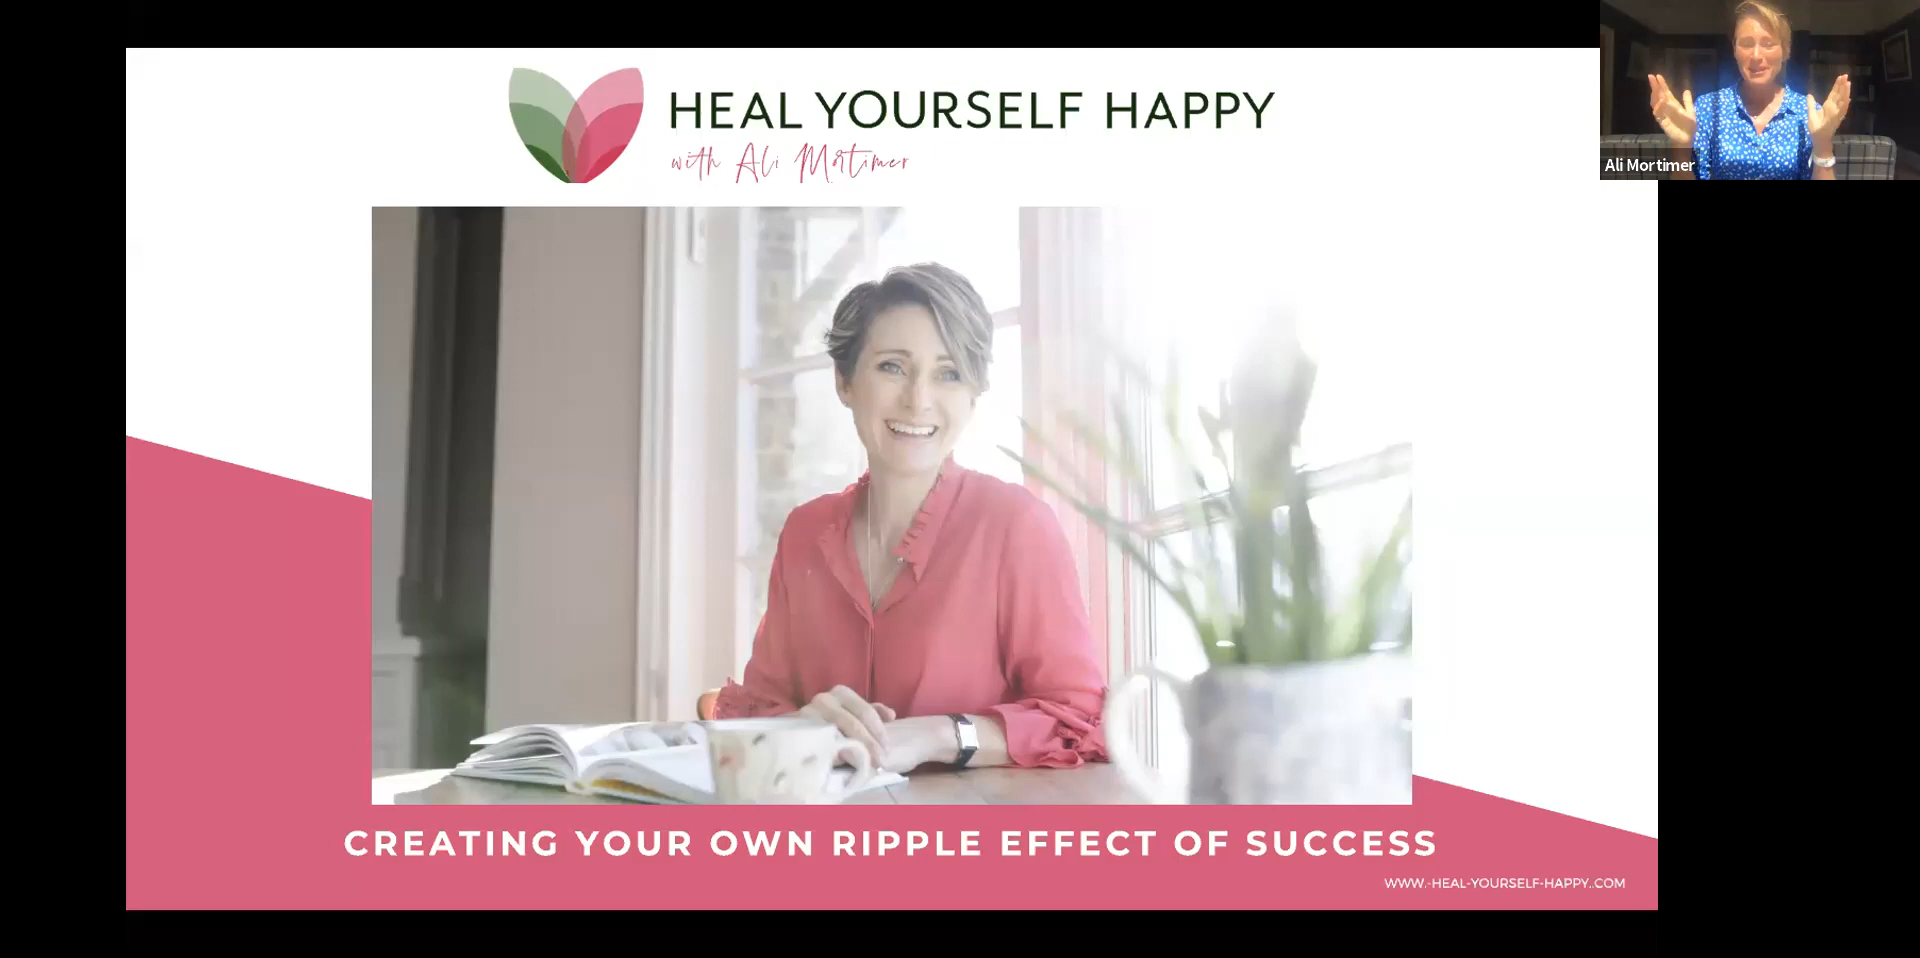 HEAL YOURSELF HAPPY
with Ali Mortimer
Ali Mortimer
CREATING YOUR OWN RIPPLE EFFECT OF SUCCESS
WWW.-HEAL-YOURSELF-HAPPY..COM